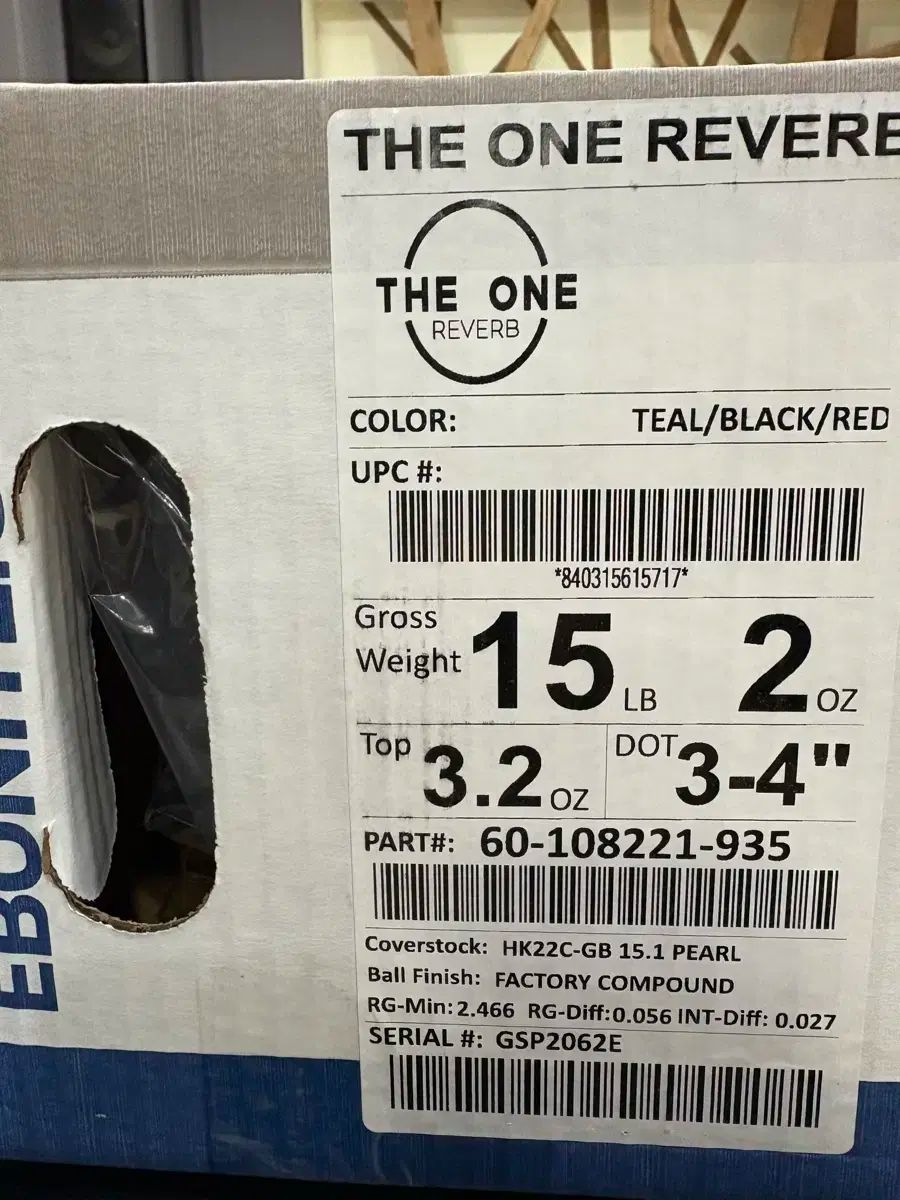 THE ONE REVERB
THE ONE
REVERB
COLOR: TEAL/BLACK/RED
UPC #:
*840315615717*
Gross Weight 15 LB 2 OZ
Top 3.2 OZ DOT 3-4"
PART#: 60-108221-935
Coverstock: HK22C-GB 15.1 PEARL
Ball Finish: FACTORY COMPOUND
RG-Min: 2.466 RG-Diff: 0.056 INT-Diff: 0.027
SERIAL #: GSP2062E
EBONITE